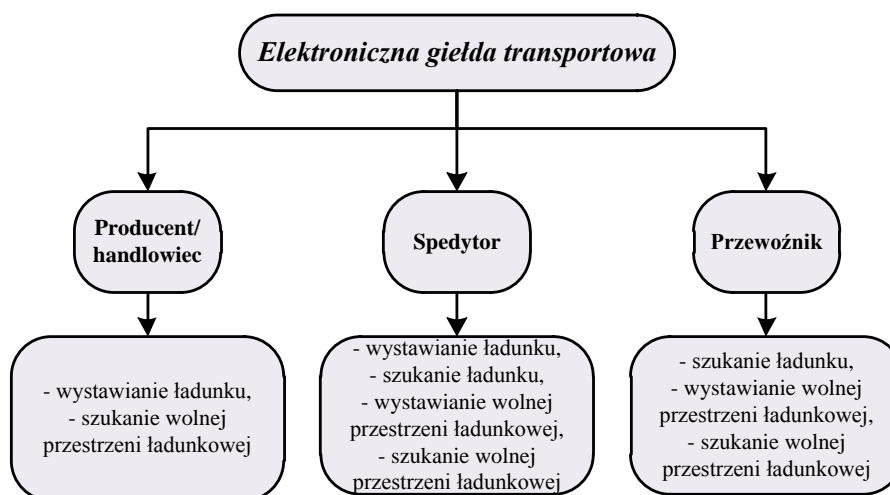 Elektroniczna giełda transportowa
Producent/
handlowiec
Spedytor
Przewoźnik
- wystawianie ładunku,
- szukanie wolnej
przestrzeni ładunkowej
- wystawianie ładunku,
- szukanie ładunku,
- wystawianie wolnej
przestrzeni ładunkowej,
- szukanie wolnej
przestrzeni ładunkowej
- szukanie ładunku,
- wystawianie wolnej
przestrzeni ładunkowej,
- szukanie wolnej
przestrzeni ładunkowej